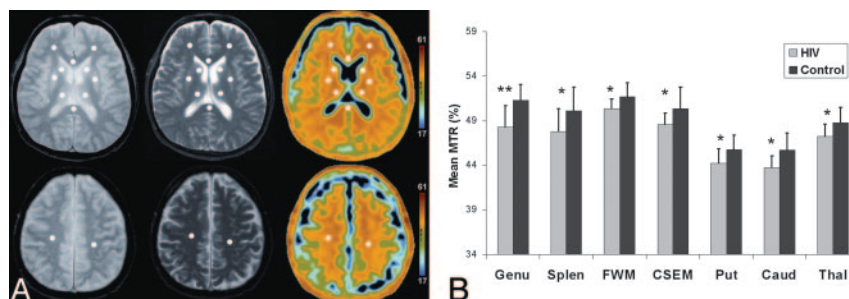 61
17
61
17
A
Mean MTR (%)
59
54
49
44
39
34
**
*
*
*
*
*
*
HIV
Control
Genu Splen FWM CSEM Put Caud Thal
B